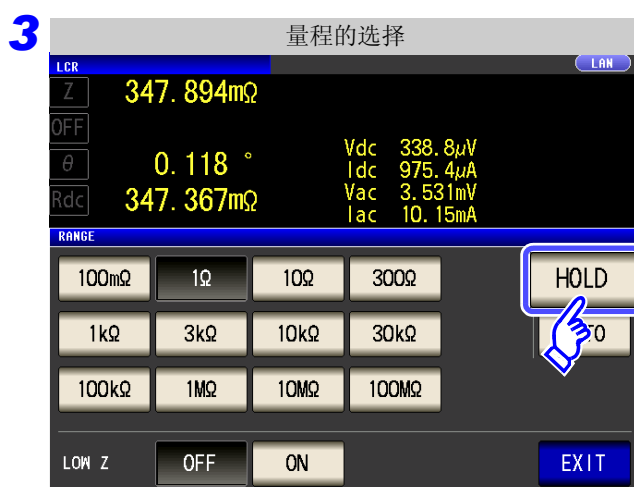 3
量程的选择
LCR LAN
Z 347.894mΩ
OFF
θ 0.118 °
Rdc 347.367mΩ
Vdc 338.8μV
Idc 975.4μA
Vac 3.531mV
Iac 10.15mA
RANGE
100mΩ 1Ω 10Ω 300Ω HOLD
1kΩ 3kΩ 10kΩ 30kΩ
100kΩ 1MΩ 10MΩ 100MΩ
LOW Z OFF ON EXIT